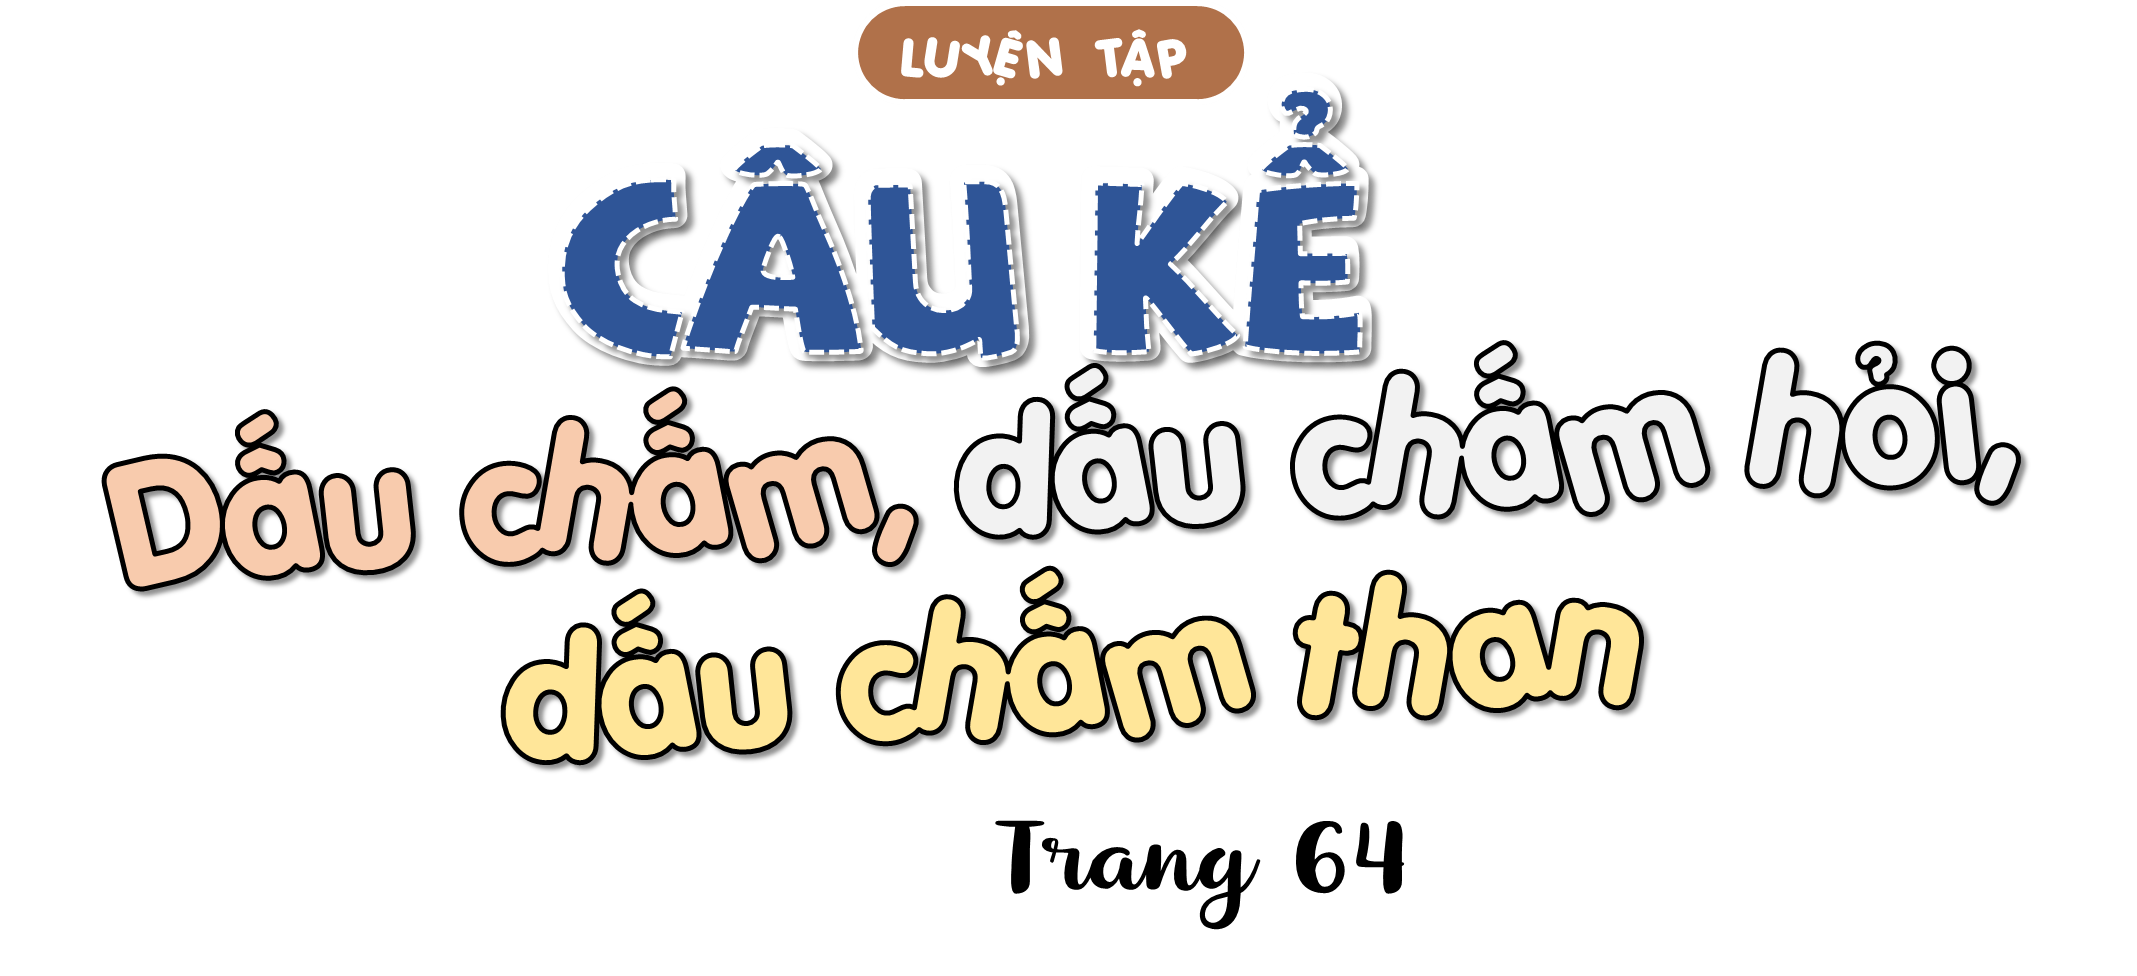 LUYỆN TẬP
CÂU KỂ
Dấu chấm, dấu chấm hỏi,
dấu chấm than
Trang 64